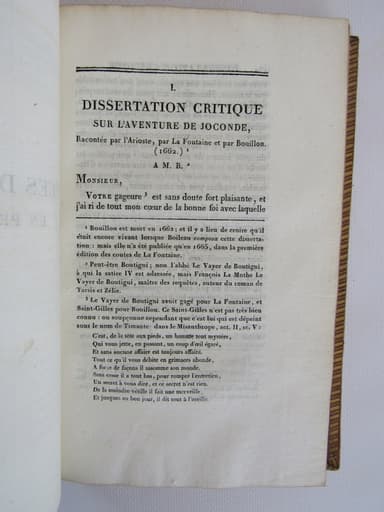 I.
DISSERTATION CRITIQUE
SUR L'AVENTURE DE JOCONDE,
Racontée par l'Arioste, par La Fontaine et par Bouillon.
(1662.) ¹
A M. B. ²
Monsieur,
Votre gageure ³ est sans doute fort plaisante, et
j'ai ri de tout mon cœur de la bonne foi avec laquelle
¹ Bouillon est mort en 1662; et il y a lieu de croire qu'il
était encore vivant lorsque Boileau composa cette disserta-
tion: mais elle n'a été publiée qu'en 1665, dans la première
édition des contes de La Fontaine.
² Peut-être Boutigny; non l'abbé Le Vayer de Boutigni,
à qui la satire IV est adressée, mais François La Mothe Le
Vayer de Boutigni, maître des requêtes, auteur du roman de
Tarsis et Zélie.
³ Le Vayer de Boutigni avoit gagé pour La Fontaine, et
Saint-Gilles pour Bouillon. Ce Saint-Gilles n'est pas très bien
connu: on soupçonne cependant que c'est lui qui est dépeint
sous le nom de Timante dans le Misanthrope, act. II, sc. V:
C'est, de la tête aux pieds, un homme tout mystère,
Qui vous jette, en passant, un coup d'œil égaré,
Et sans aucune affaire est toujours affairé.
Tout ce qu'il vous débite en grimaces abonde,
A force de façons il assomme son monde.
Sans cesse il a tout bas, pour rompre l'entretien,
Un secret à vous dire, et ce secret n'est rien.
De la moindre vétille il fait une merveille,
Et jusques au bon jour, il dit tout à l'oreille.